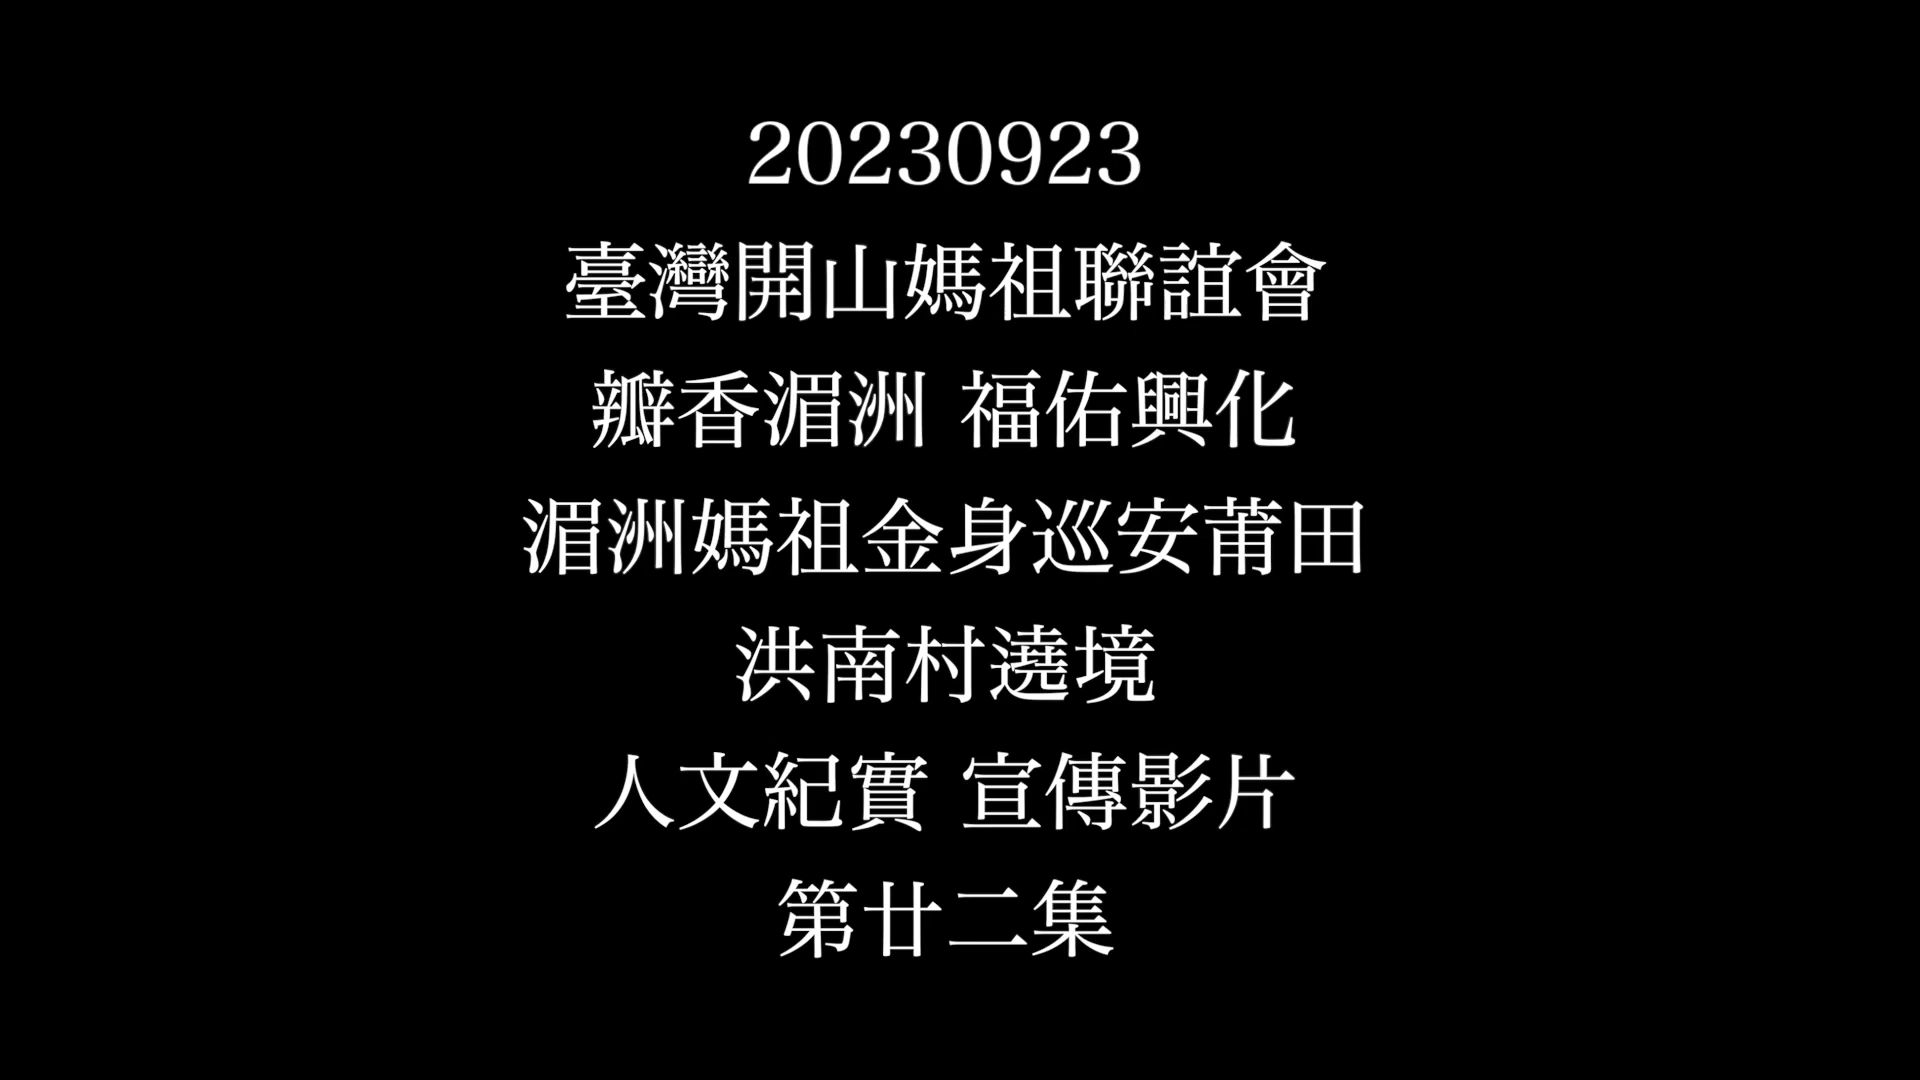 20230923
臺灣開山媽祖聯誼會
瓣香湄洲 福佑興化
湄洲媽祖金身巡安莆田
洪南村遶境
人文紀實 宣傳影片
第廿二集